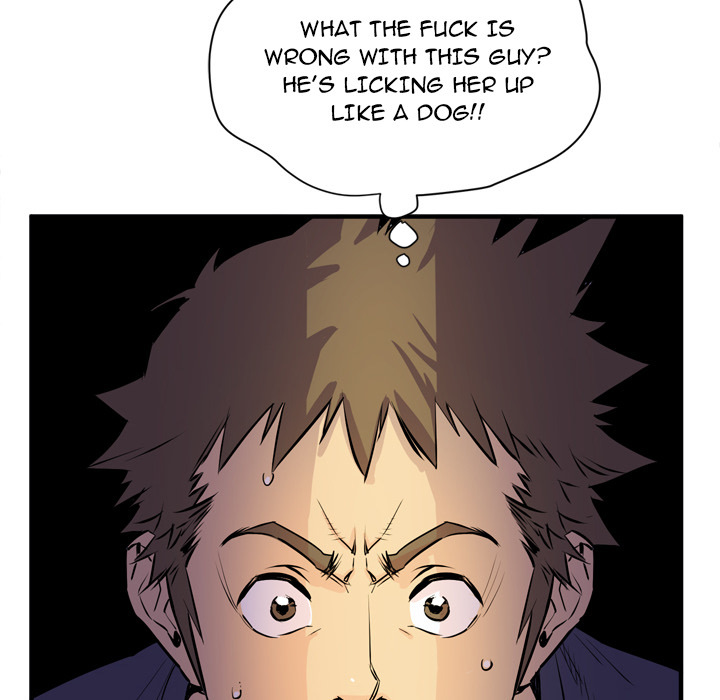 WHAT THE FUCK IS
WRONG WITH THIS GUY?
HE'S LICKING HER UP
LIKE A DOG!!